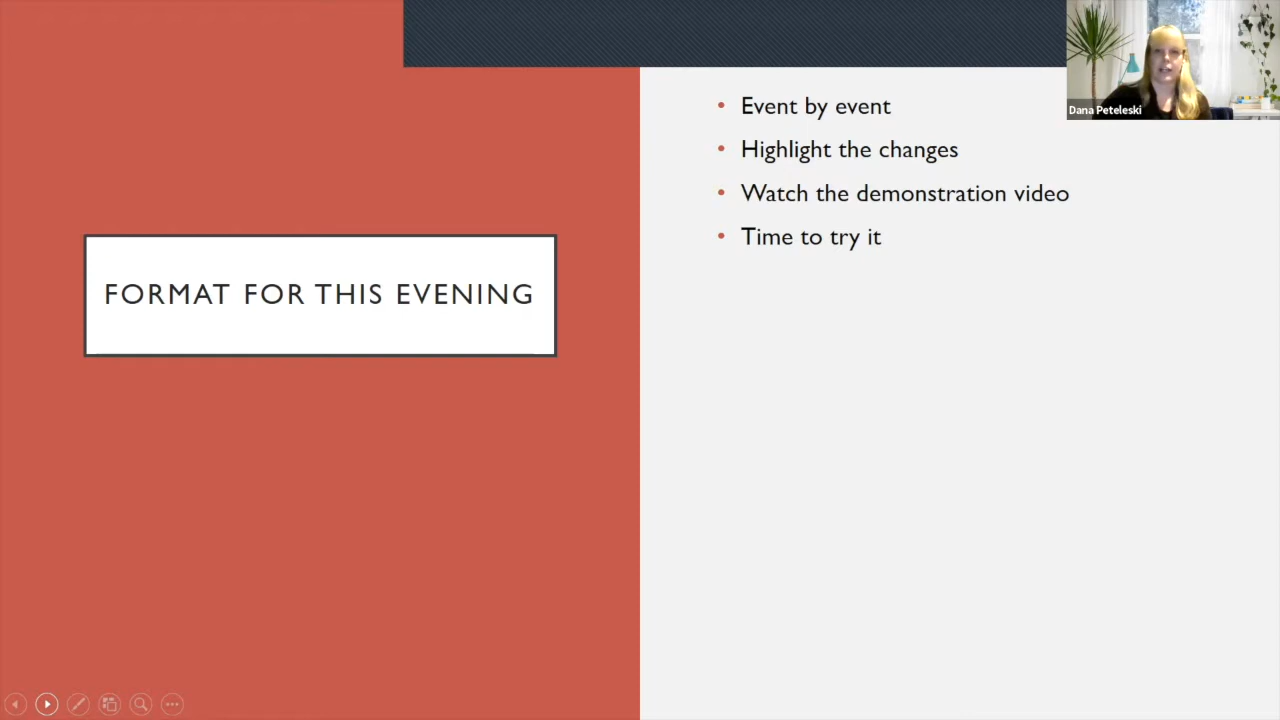 FORMAT FOR THIS EVENING
• Event by event
• Highlight the changes
• Watch the demonstration video
• Time to try it
Dana Peteleski